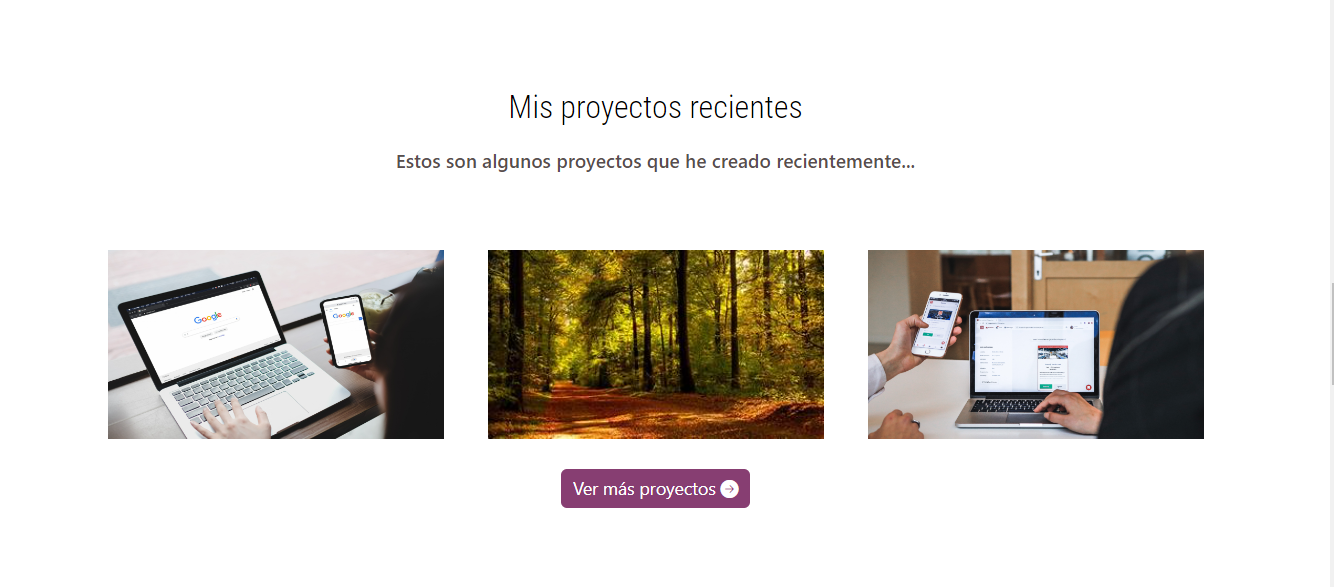 Mis proyectos recientes
Estos son algunos proyectos que he creado recientemente...
Google
Google
Ver más proyectos